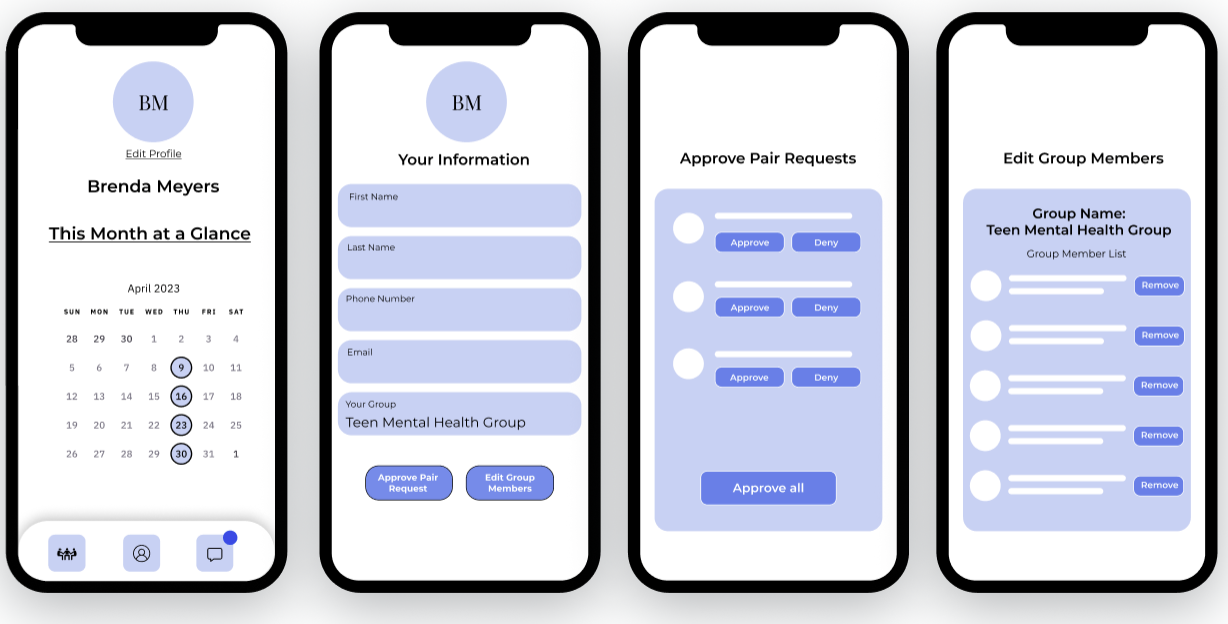 BM
Edit Profile
Brenda Meyers
This Month at a Glance
April 2023
SUN MON TUE WED THU FRI SAT
28 29 30 1 2 3 4
5 6 7 8 9 10 11
12 13 14 15 16 17 18
19 20 21 22 23 24 25
26 27 28 29 30 31 1
BM
Your Information
First Name
Last Name
Phone Number
Email
Your Group
Teen Mental Health Group
Approve Pair
Request
Edit Group
Members
Approve Pair Requests
Approve Deny
Approve Deny
Approve Deny
Approve all
Edit Group Members
Group Name:
Teen Mental Health Group
Group Member List
Remove
Remove
Remove
Remove
Remove